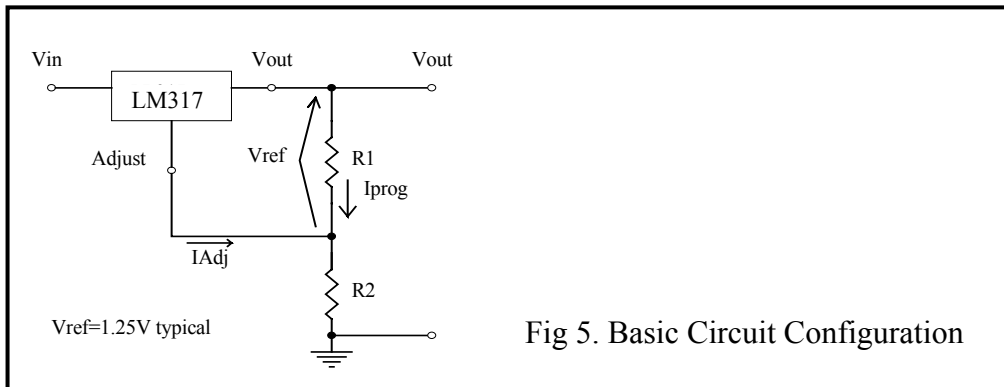 Vin
Vout
Vout
LM317
Adjust
Vref
R1
Iprog
IAdj
R2
Vref=1.25V typical
Fig 5. Basic Circuit Configuration